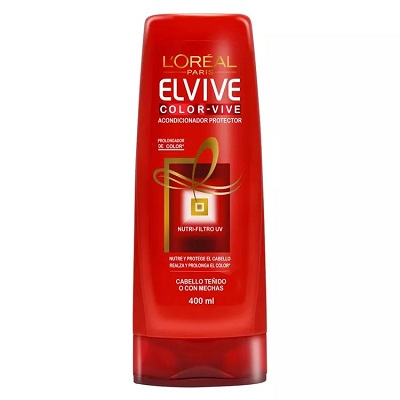 L'ORÉAL
PARIS
ELVIVE
COLOR-VIVE
ACONDICIONADOR PROTECTOR
PROLONGADOR
DE COLOR*
NUTRI-FILTRO UV
NUTRE Y PROTEGE EL CABELLO
REALZA Y PROLONGA EL COLOR*
CABELLO TEÑIDO
O CON MECHAS
400 ml